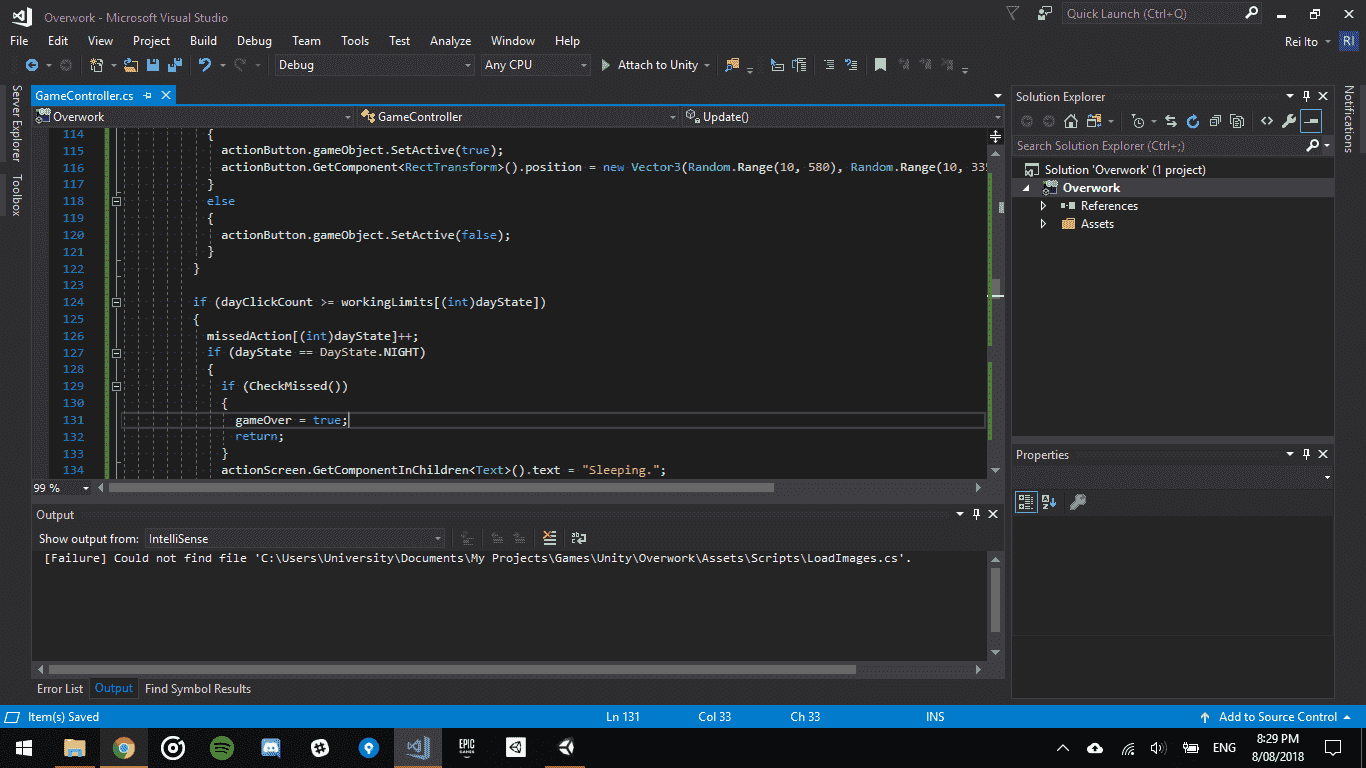 Overwork - Microsoft Visual Studio
Quick Launch (Ctrl+Q)
File Edit View Project Build Debug Team Tools Test Analyze Window Help
Rei Ito RI
Debug Any CPU Attach to Unity
Server Explorer
Toolbox
GameController.cs
Overwork GameController Update()
114 {
115 actionButton.gameObject.SetActive(true);
116 actionButton.GetComponent<RectTransform>().position = new Vector3(Random.Range(10, 580), Random.Range(10, 335
117 }
118 else
119 {
120 actionButton.gameObject.SetActive(false);
121 }
122 }
123
124 if (dayClickCount >= workingLimits[(int)dayState])
125 {
126 missedAction[(int)dayState]++;
127 if (dayState == DayState.NIGHT)
128 {
129 if (CheckMissed())
130 {
131 gameOver = true;
132 return;
133 }
134 actionScreen.GetComponentInChildren<Text>().text = "Sleeping.";
99 %
Output
Show output from: IntelliSense
[Failure] Could not find file 'C:\Users\University\Documents\My Projects\Games\Unity\Overwork\Assets\Scripts\LoadImages.cs'.
Error List Output Find Symbol Results
Solution Explorer
Search Solution Explorer (Ctrl+;)
Solution 'Overwork' (1 project)
Overwork
References
Assets
Properties
Notifications
Item(s) Saved Ln 131 Col 33 Ch 33 INS Add to Source Control
EPIC GAMES
ENG
8:29 PM
8/08/2018